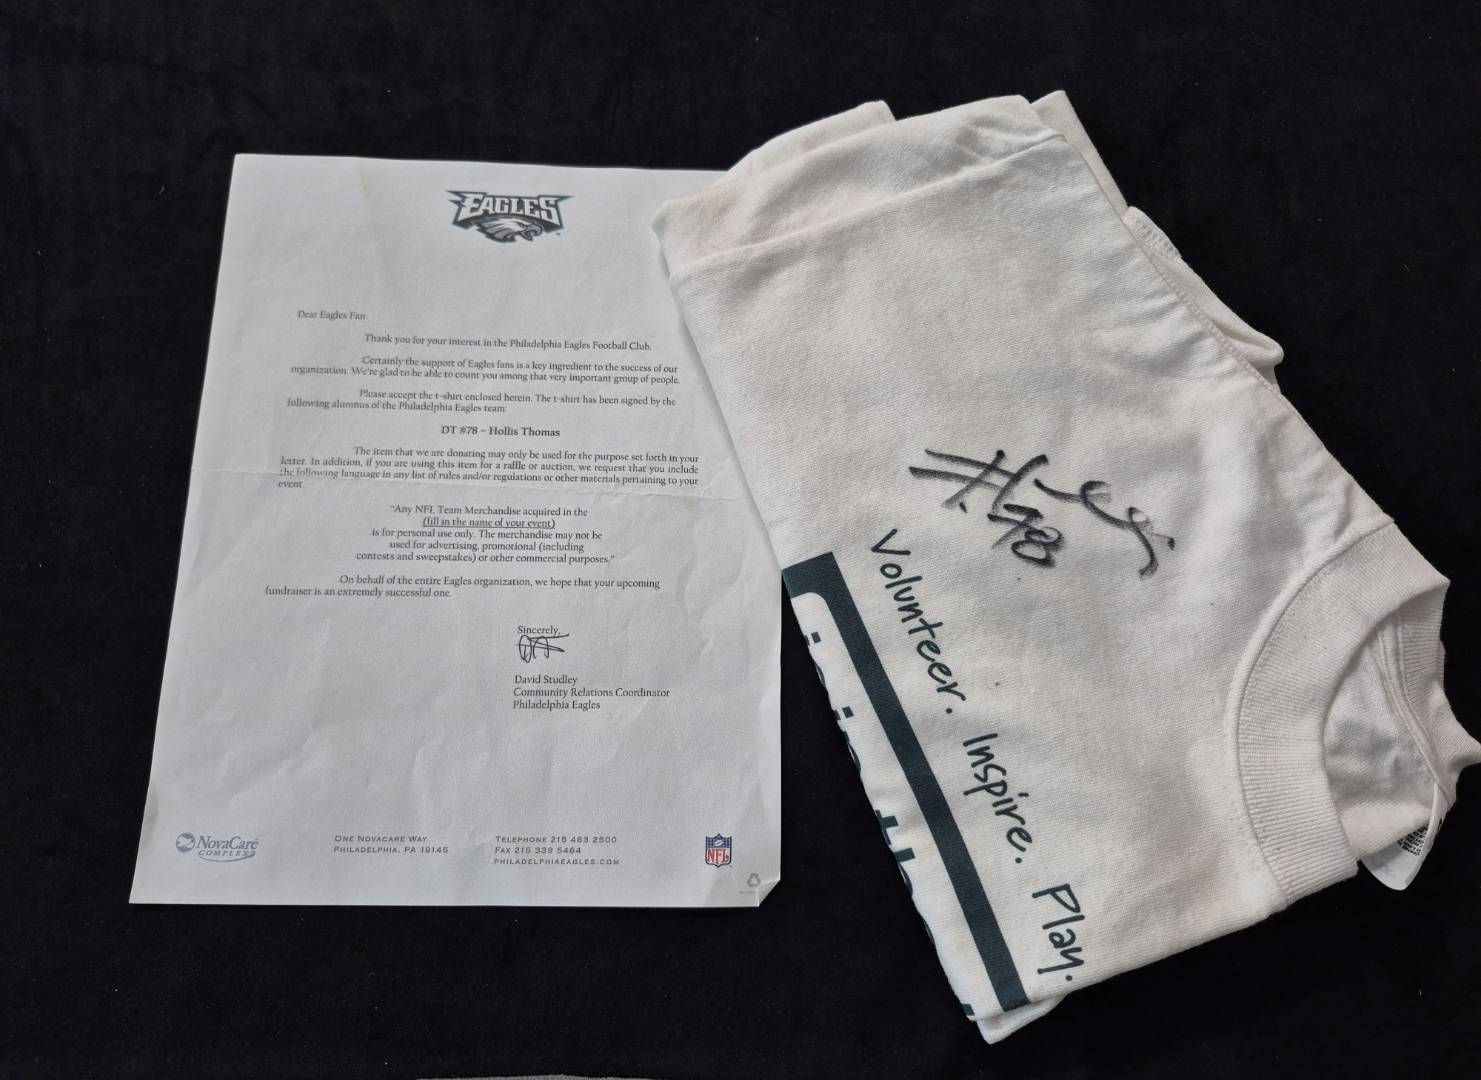 EAGLES
Dear Eagles Fan:
Thank you for your interest in the Philadelphia Eagles Football Club.
Certainly the support of Eagles fans is a key ingredient to the success of our
organization. We're glad to be able to count you among that very important group of people.
Please accept the t-shirt enclosed herein. The t-shirt has been signed by the
following alumnus of the Philadelphia Eagles team:
DT #78 – Hollis Thomas
The item that we are donating may only be used for the purpose set forth in your
letter. In addition, if you are using this item for a raffle or auction, we request that you include
the following language in any list of rules and/or regulations or other materials pertaining to your
event.
"Any NFL Team Merchandise acquired in the
(fill in the name of your event)
is for personal use only. The merchandise may not be
used for advertising, promotional (including
contests and sweepstakes) or other commercial purposes."
On behalf of the entire Eagles organization, we hope that your upcoming
fundraiser is an extremely successful one.
Sincerely,
David Studley
Community Relations Coordinator
Philadelphia Eagles
NovaCare
COMPLEX
ONE NOVACARE WAY
PHILADELPHIA, PA 19145
TELEPHONE 215 463 2500
FAX 215 339 5464
PHILADELPHIAEAGLES.COM
NFL
78
Volunteer. Inspire. Play.